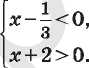 x − 1/3 < 0,
x + 2 > 0.